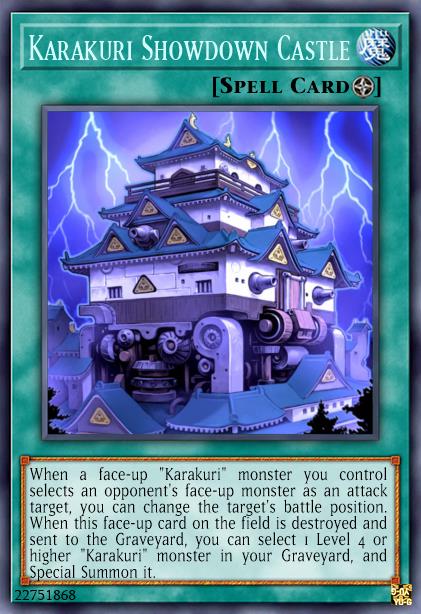 KARAKURI SHOWDOWN CASTLE
魔
[SPELL CARD]
When a face-up "Karakuri" monster you control
selects an opponent's face-up monster as an attack
target, you can change the target's battle position.
When this face-up card on the field is destroyed and
sent to the Graveyard, you can select 1 Level 4 or
higher "Karakuri" monster in your Graveyard, and
Special Summon it.
22751868